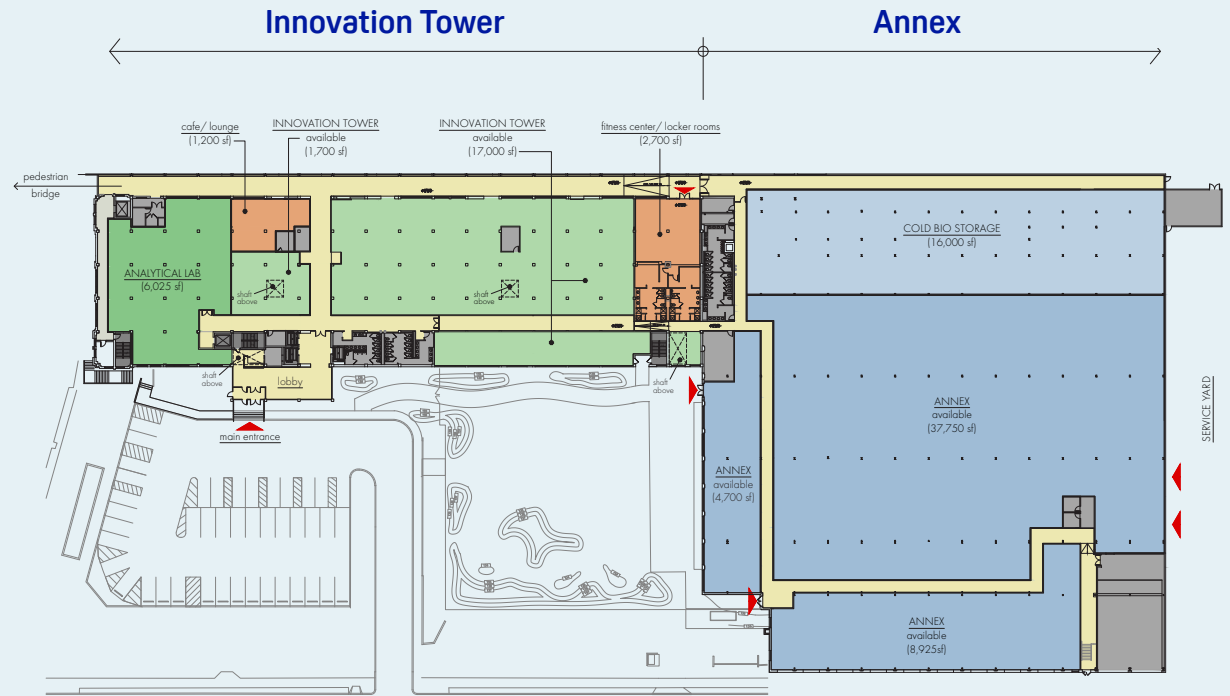 Innovation Tower
Annex
cafe/ lounge
(1,200 sf)
INNOVATION TOWER
available
(1,700 sf)
INNOVATION TOWER
available
(17,000 sf)
fitness center/ locker rooms
(2,700 sf)
pedestrian
bridge
COLD BIO STORAGE
(16,000 sf)
ANALYTICAL LAB
(6,025 sf)
shaft
above
shaft
above
shaft
above
lobby
shaft
above
main entrance
ANNEX
available
(37,750 sf)
SERVICE YARD
ANNEX
available
(4,700 sf)
ANNEX
available
(8,925sf)